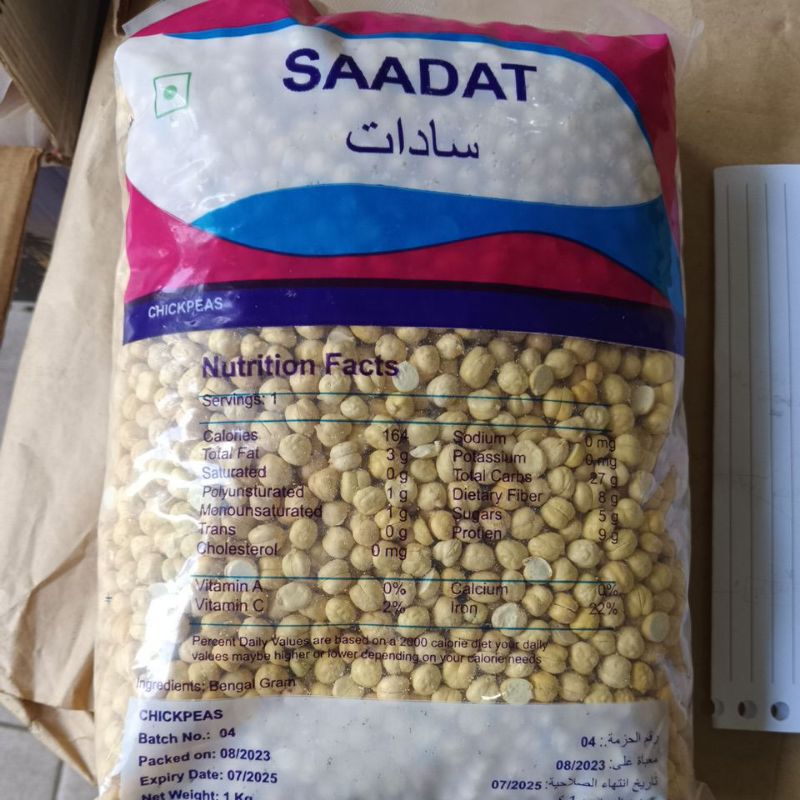 SAADAT
سادات
CHICKPEAS
Nutrition Facts
Servings: 1
Calories 164 Sodium 0 mg
Total Fat 3 g Potassium 0 mg
Saturated 0 g Total Carbs 27 g
Polyunsturated 1 g Dietary Fiber 8 g
Monounsaturated 1 g Sugars 5 g
Trans 0 g Protien 9 g
Cholesterol 0 mg
Vitamin A 0% Calcium 0%
Vitamin C 2% Iron 22%
Percent Daily Values are based on a 2000 calorie diet your daily
values maybe higher or lower depending on your calorie needs
Ingredients: Bengal Gram
CHICKPEAS
Batch No.: 04 رقم الحزمة.: 04
Packed on: 08/2023 معباة على: 08/2023
Expiry Date: 07/2025 تاريخ انتهاء الصلاحية: 07/2025
Net Weight: 1 Kg